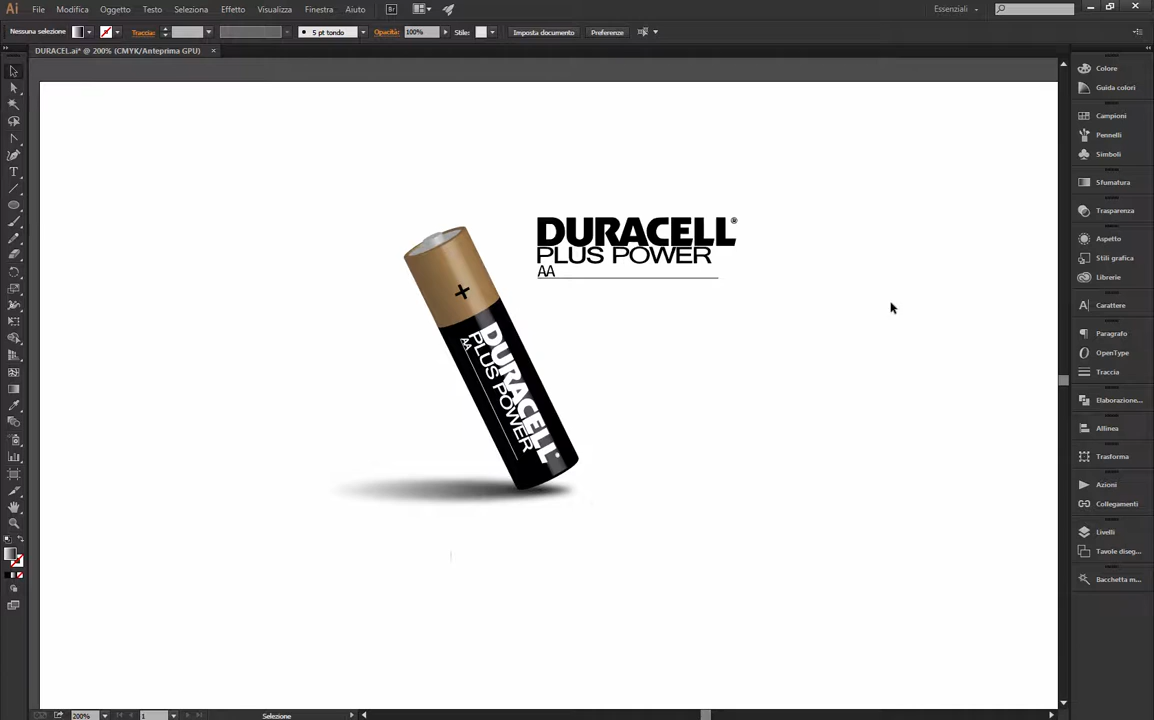 Ai File Modifica Oggetto Testo Seleziona Effetto Visualizza Finestra Aiuto Br Essenziali
Nessuna selezione Traccia: 5 pt tondo Opacità: 100% Stile: Imposta documento Preferenze
DURACEL.ai* @ 200% (CMYK/Anteprima GPU) ×
Colore
Guida colori
Campioni
Pennelli
Simboli
Sfumatura
Trasparenza
Aspetto
Stili grafica
Librerie
Carattere
Paragrafo
OpenType
Traccia
Elaborazione...
Allinea
Trasforma
Azioni
Collegamenti
Livelli
Tavole diseg...
Bacchetta m...
DURACELL®
PLUS POWER
AA
+
DURACELL®
PLUS POWER
AA
200% 1 Selezione